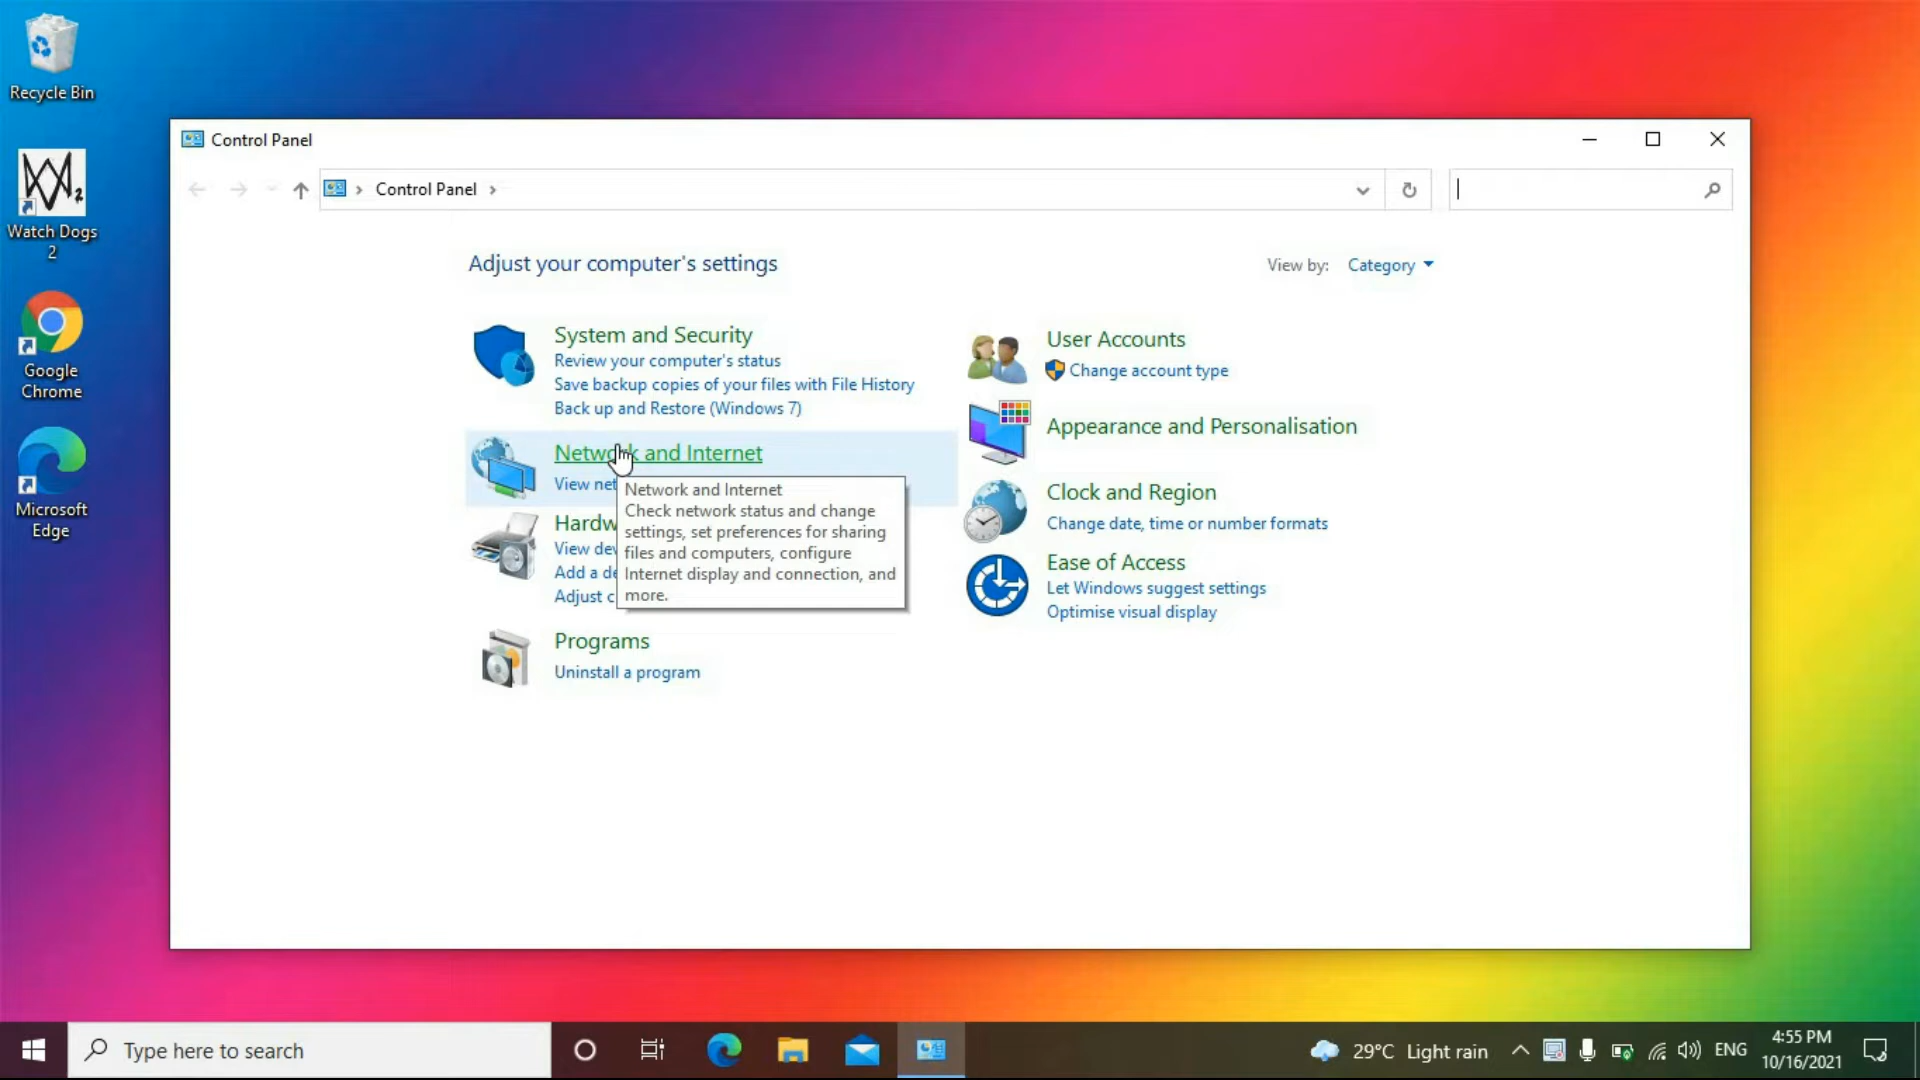 Recycle Bin
Watch Dogs
2
Google
Chrome
Microsoft
Edge
Control Panel
Control Panel
Adjust your computer's settings
View by: Category
System and Security
Review your computer's status
Save backup copies of your files with File History
Back up and Restore (Windows 7)
Network and Internet
View net
Network and Internet
Check network status and change
settings, set preferences for sharing
files and computers, configure
Internet display and connection, and
more.
Hardw
View dev
Add a de
Adjust c
Programs
Uninstall a program
User Accounts
Change account type
Appearance and Personalisation
Clock and Region
Change date, time or number formats
Ease of Access
Let Windows suggest settings
Optimise visual display
Type here to search
29°C Light rain
ENG
4:55 PM
10/16/2021